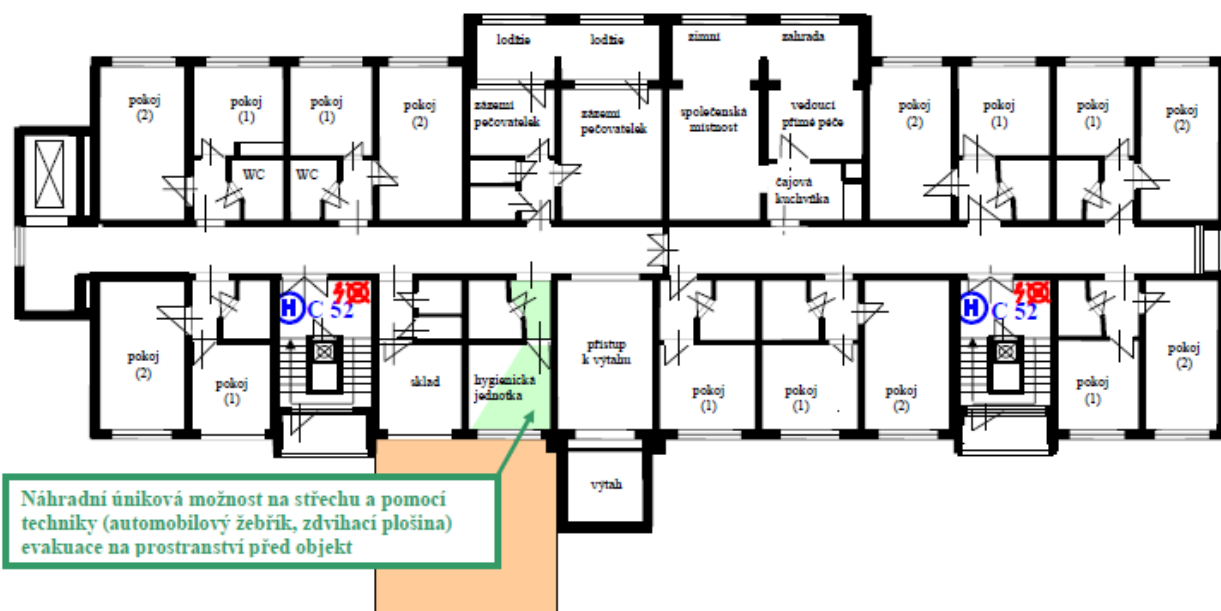 lodžie
lodžie
zimní
zahrada
pokoj
(2)
pokoj
(1)
pokoj
(1)
pokoj
(2)
zázemí
pečovatelek
zázemí
pečovatelek
společenská
místnost
vedoucí
přímé péče
pokoj
(2)
pokoj
(1)
pokoj
(1)
pokoj
(2)
WC
WC
čajová
kuchyňka
H C 52
H C 52
pokoj
(2)
pokoj
(1)
sklad
hygienická
jednotka
přístup
k výtahu
pokoj
(1)
pokoj
(1)
pokoj
(2)
pokoj
(1)
pokoj
(2)
výtah
Náhradní úniková možnost na střechu a pomocí
techniky (automobilový žebřík, zdvihací plošina)
evakuace na prostranství před objekt